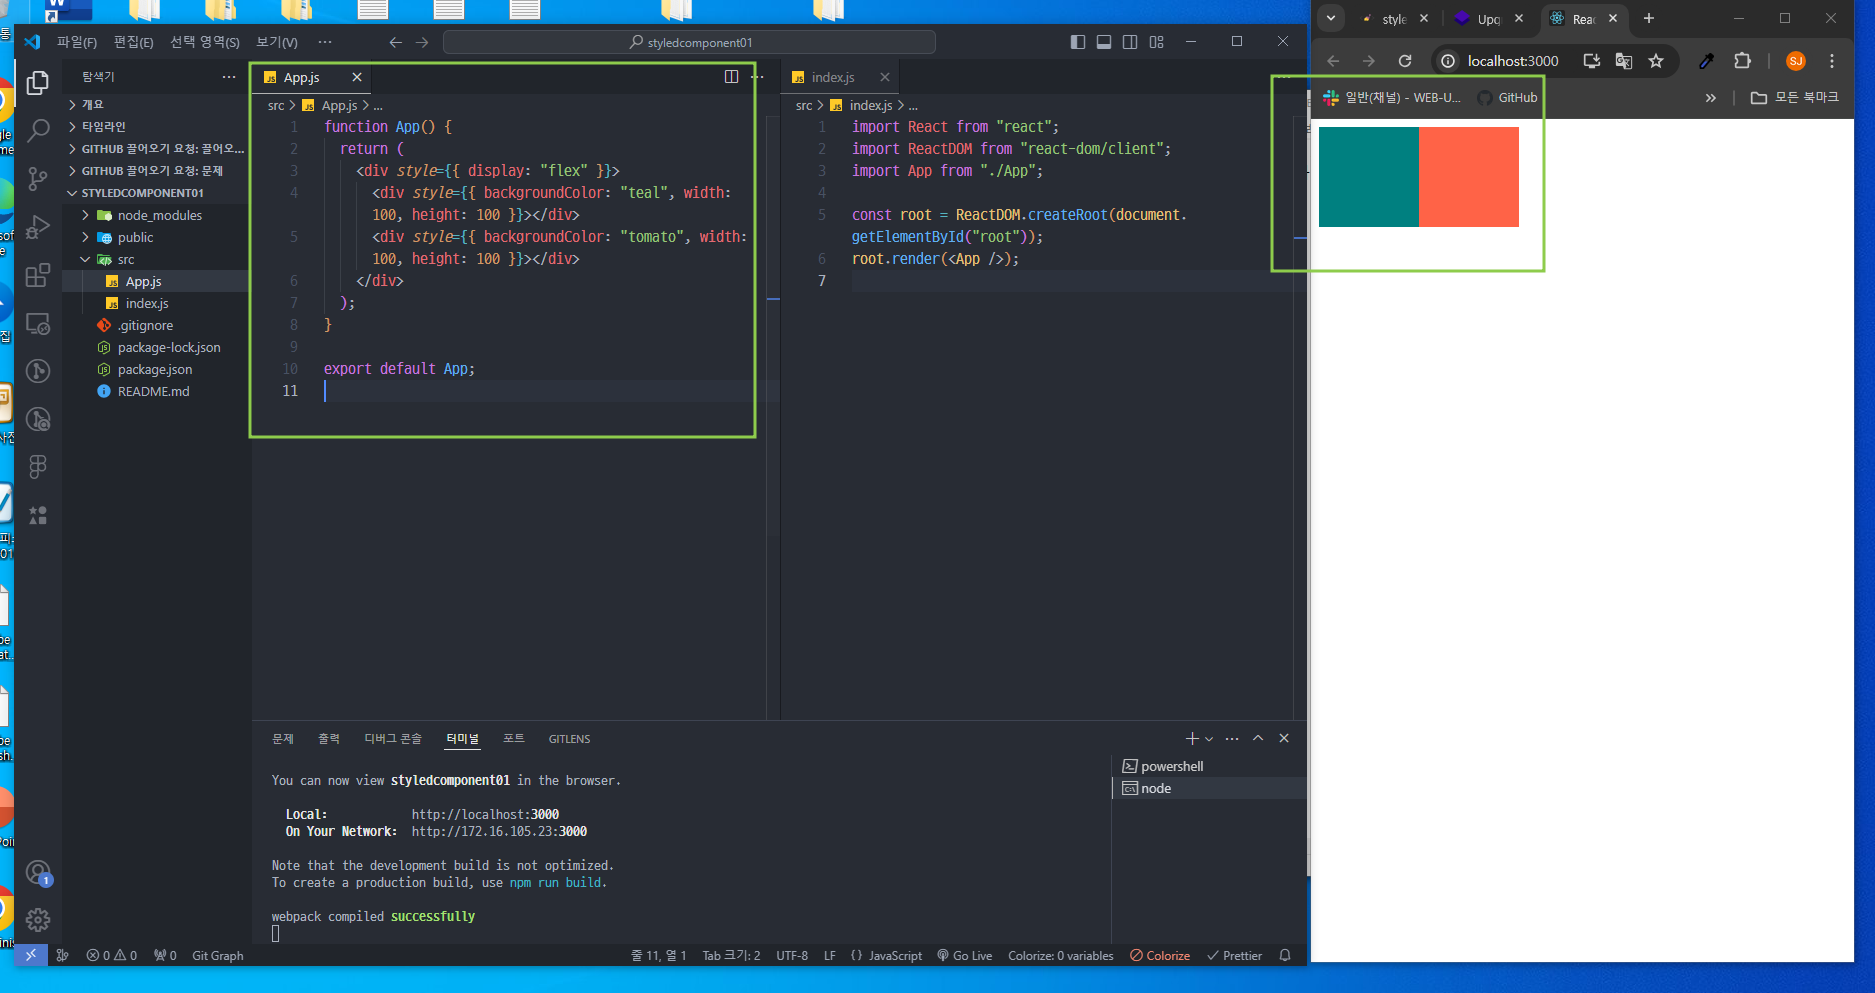 파일(F) 편집(E) 선택 영역(S) 보기(V) ··· styledcomponent01
탐색기
개요
타임라인
GITHUB 끌어오기 요청: 끌어오...
GITHUB 끌어오기 요청: 문제
STYLEDCOMPONENT01
node_modules
public
src
App.js
index.js
.gitignore
package-lock.json
package.json
README.md
App.js
src > App.js > ...
1 function App() {
2 return (
3 <div style={{ display: "flex" }}>
4 <div style={{ backgroundColor: "teal", width:
100, height: 100 }}></div>
5 <div style={{ backgroundColor: "tomato", width:
100, height: 100 }}></div>
6 </div>
7 );
8 }
9
10 export default App;
11
index.js
src > index.js > ...
1 import React from "react";
2 import ReactDOM from "react-dom/client";
3 import App from "./App";
4
5 const root = ReactDOM.createRoot(document.
getElementById("root"));
6 root.render(<App />);
7
문제 출력 디버그 콘솔 터미널 포트 GITLENS
You can now view styledcomponent01 in the browser.
Local: http://localhost:3000
On Your Network: http://172.16.105.23:3000
Note that the development build is not optimized.
To create a production build, use npm run build.
webpack compiled successfully
powershell
node
1
0 0 0 Git Graph 줄 11, 열 1 Tab 크기: 2 UTF-8 LF {} JavaScript Go Live Colorize: 0 variables Colorize Prettier
style Upq Reac
localhost:3000 SJ
일반(채널) - WEB-U... GitHub » 모든 북마크